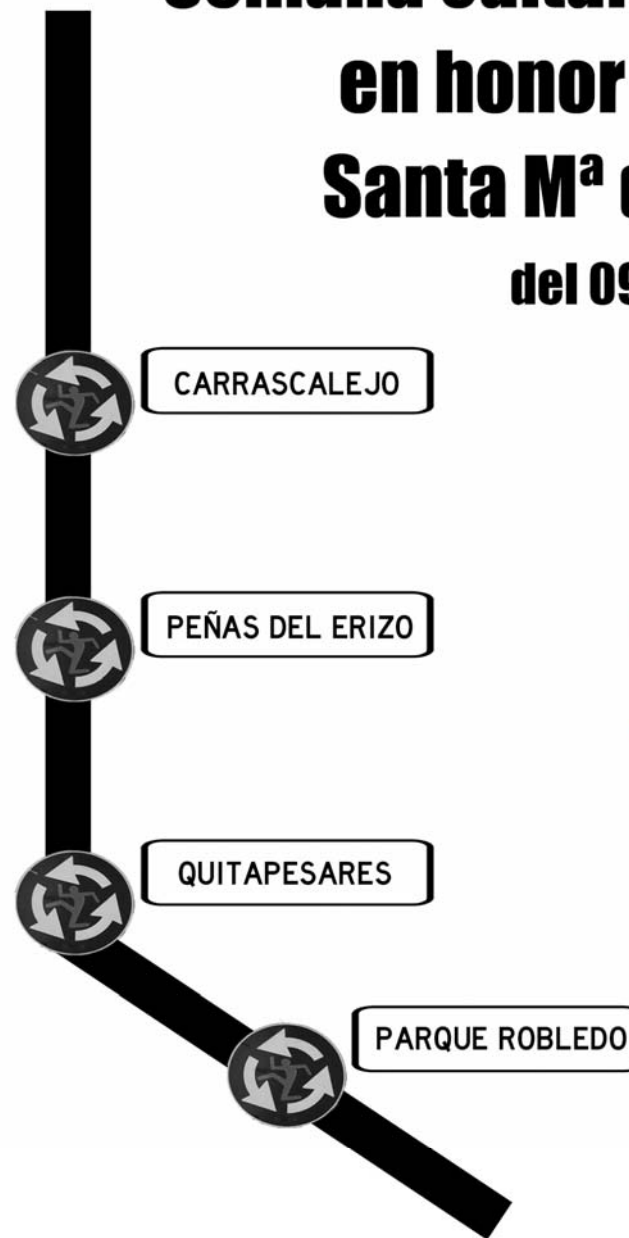 en honor
Santa Mª
del 09
CARRASCALEJO
PEÑAS DEL ERIZO
QUITAPESARES
PARQUE ROBLEDO